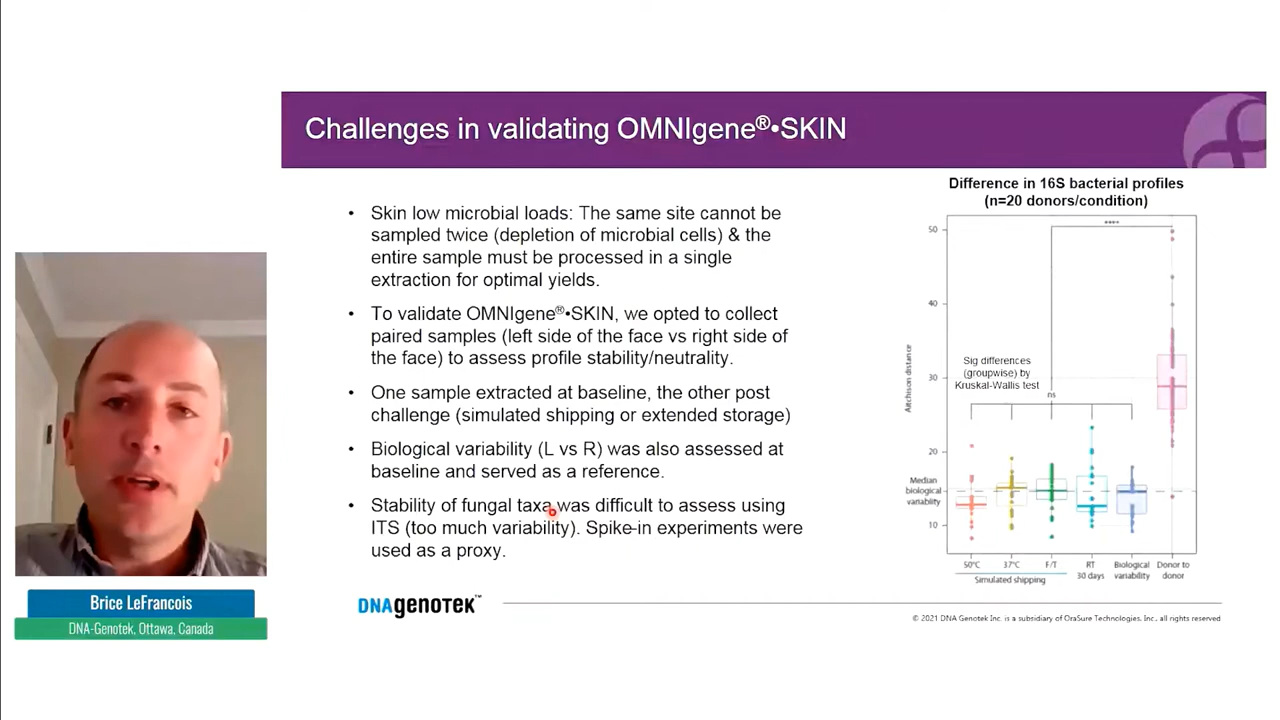 Challenges in validating OMNIgene®•SKIN
• Skin low microbial loads: The same site cannot be
sampled twice (depletion of microbial cells) & the
entire sample must be processed in a single
extraction for optimal yields.
• To validate OMNIgene®•SKIN, we opted to collect
paired samples (left side of the face vs right side of
the face) to assess profile stability/neutrality.
• One sample extracted at baseline, the other post
challenge (simulated shipping or extended storage)
• Biological variability (L vs R) was also assessed at
baseline and served as a reference.
• Stability of fungal taxa was difficult to assess using
ITS (too much variability). Spike-in experiments were
used as a proxy.
Difference in 16S bacterial profiles
(n=20 donors/condition)
****
50
40
30
20
10
Aitchison distance
Sig differences
(groupwise) by
Kruskal-Wallis test
ns
Median
biological
variability
50°C 37°C F/T RT
30 days Biological
variability Donor to
donor
Simulated shipping
DNAgenotek™
© 2021 DNA Genotek Inc. is a subsidiary of OraSure Technologies. Inc., all rights reserved
Brice LeFrancois
DNA-Genotek, Ottawa, Canada